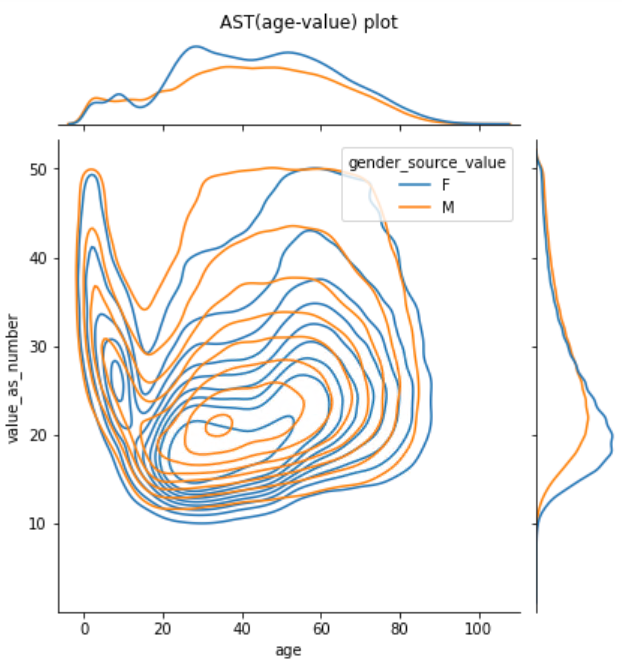 AST(age-value) plot
gender_source_value
F
M
50
40
30
20
10
value_as_number
0 20 40 60 80 100
age